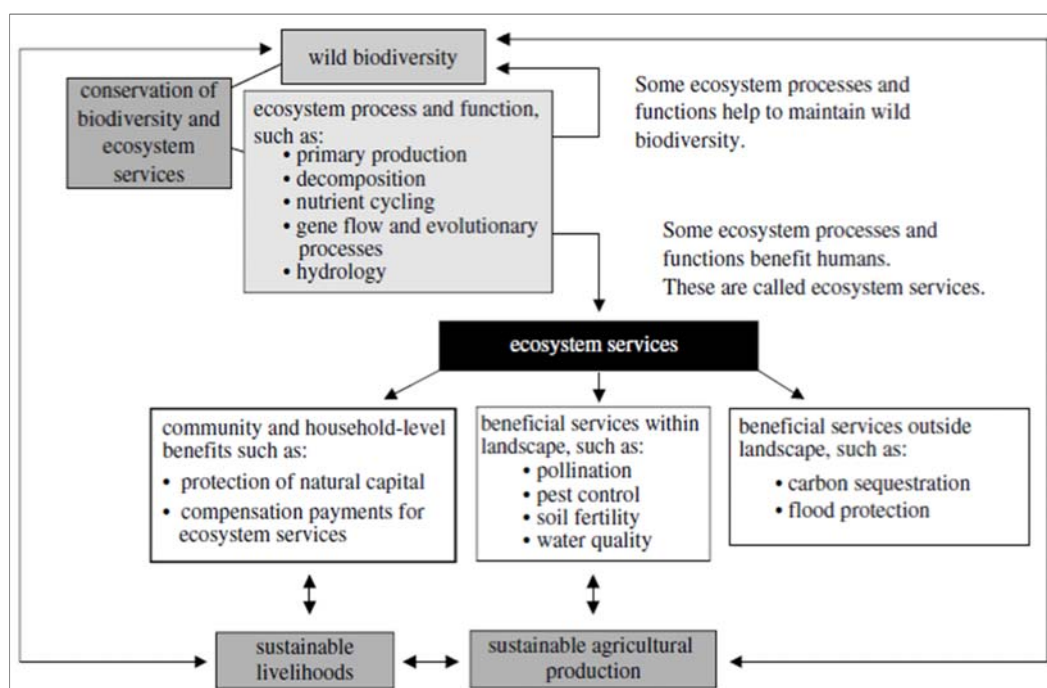 wild biodiversity
conservation of
biodiversity and
ecosystem
services
ecosystem process and function,
such as:
• primary production
• decomposition
• nutrient cycling
• gene flow and evolutionary
processes
• hydrology
Some ecosystem processes and
functions help to maintain wild
biodiversity.
Some ecosystem processes and
functions benefit humans.
These are called ecosystem services.
ecosystem services
community and household-level
benefits such as:
• protection of natural capital
• compensation payments for
ecosystem services
beneficial services within
landscape, such as:
• pollination
• pest control
• soil fertility
• water quality
beneficial services outside
landscape, such as:
• carbon sequestration
• flood protection
sustainable
livelihoods
sustainable agricultural
production